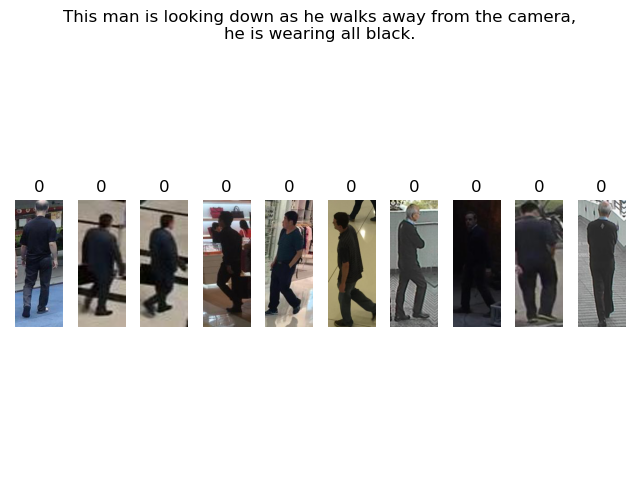 This man is looking down as he walks away from the camera,
he is wearing all black.
0 0 0 0 0 0 0 0 0 0